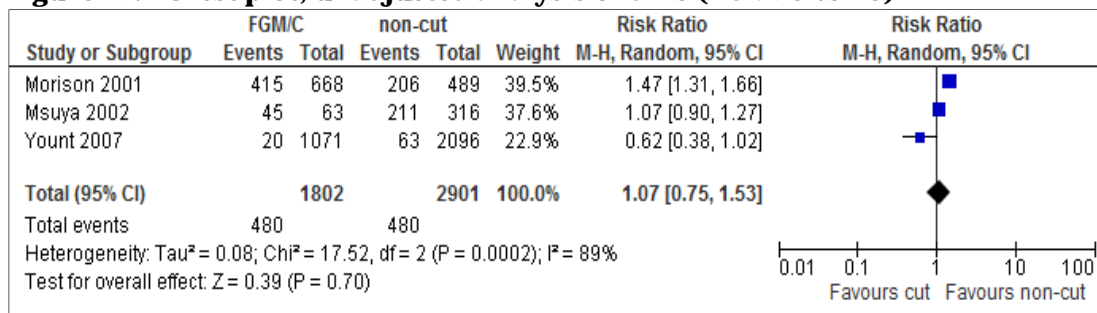 FGM/C non-cut Risk Ratio Risk Ratio
Study or Subgroup Events Total Events Total Weight M-H, Random, 95% CI M-H, Random, 95% CI
Morison 2001 415 668 206 489 39.5% 1.47 [1.31, 1.66]
Msuya 2002 45 63 211 316 37.6% 1.07 [0.90, 1.27]
Yount 2007 20 1071 63 2096 22.9% 0.62 [0.38, 1.02]
Total (95% CI) 1802 2901 100.0% 1.07 [0.75, 1.53]
Total events 480 480
Heterogeneity: Tau² = 0.08; Chi² = 17.52, df = 2 (P = 0.0002); I² = 89%
Test for overall effect: Z = 0.39 (P = 0.70)
0.01 0.1 1 10 100
Favours cut Favours non-cut